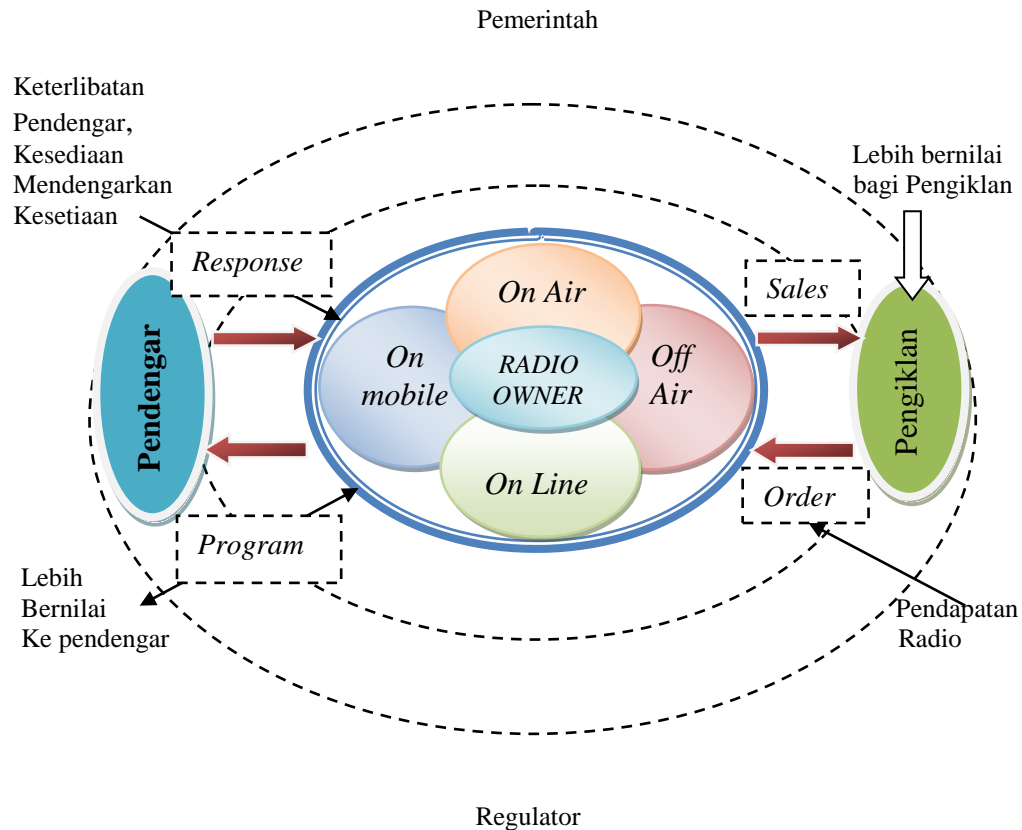 Pemerintah
Keterlibatan
Pendengar,
Kesediaan
Mendengarkan
Kesetiaan
Lebih bernilai
bagi Pengiklan
Response
Sales
On Air
On
mobile
RADIO
OWNER
Off
Air
On Line
Pendengar
Pengiklan
Program
Order
Lebih
Bernilai
Ke pendengar
Pendapatan
Radio
Regulator